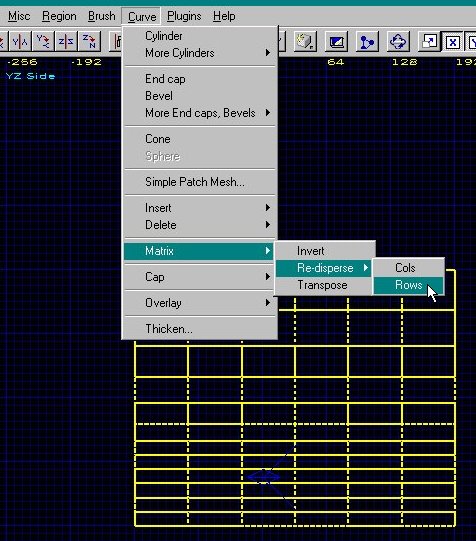 Misc Region Brush Curve Plugins Help
-256 -192 64 128 192
YZ Side
Cylinder
More Cylinders
End cap
Bevel
More End caps, Bevels
Cone
Sphere
Simple Patch Mesh...
Insert
Delete
Matrix
Invert
Re-disperse
Cols
Cap
Transpose
Rows
Overlay
Thicken...